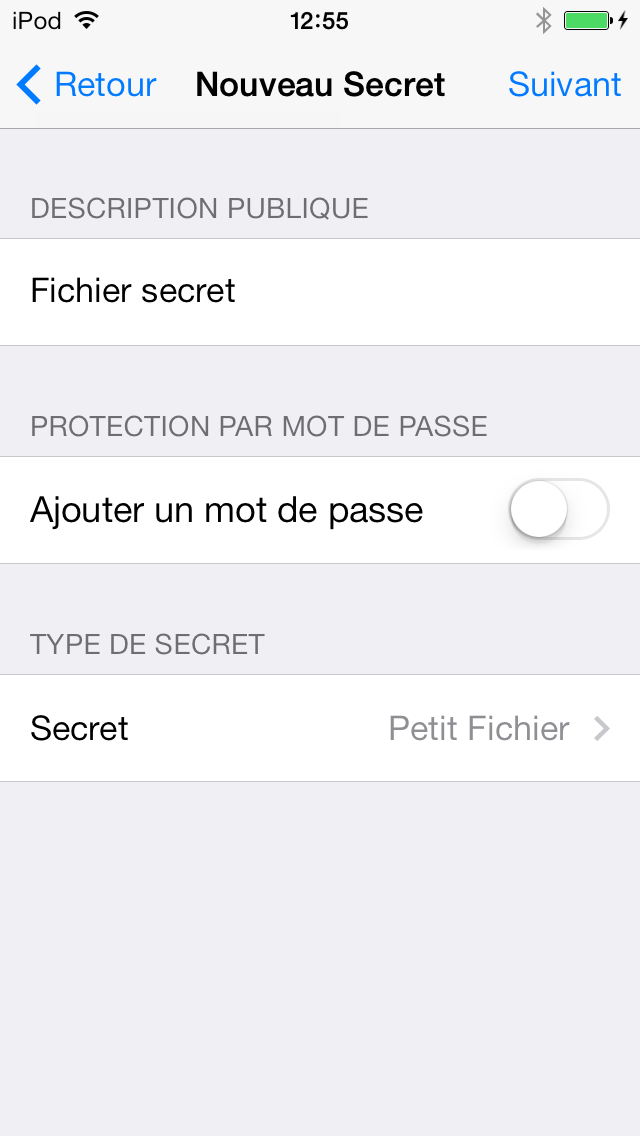 iPod 12:55
Retour Nouveau Secret Suivant
DESCRIPTION PUBLIQUE
Fichier secret
PROTECTION PAR MOT DE PASSE
Ajouter un mot de passe
TYPE DE SECRET
Secret Petit Fichier